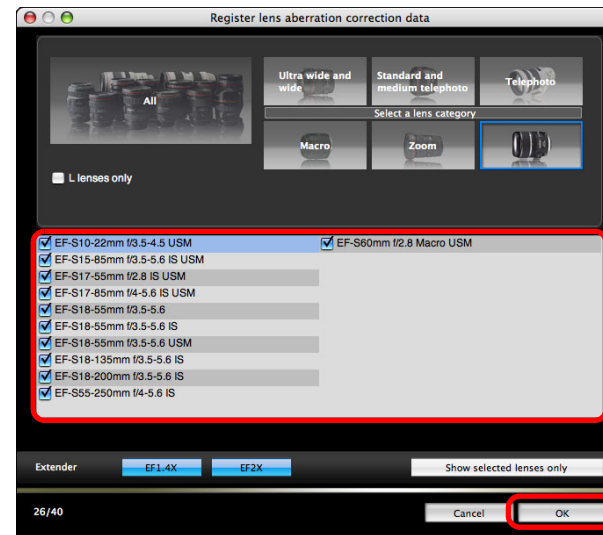 Register lens aberration correction data
All
Ultra wide and
wide
Standard and
medium telephoto
Telephoto
Select a lens category
Macro
Zoom
L lenses only
EF-S10-22mm f/3.5-4.5 USM
EF-S15-85mm f/3.5-5.6 IS USM
EF-S17-55mm f/2.8 IS USM
EF-S17-85mm f/4-5.6 IS USM
EF-S18-55mm f/3.5-5.6
EF-S18-55mm f/3.5-5.6 IS
EF-S18-55mm f/3.5-5.6 USM
EF-S18-135mm f/3.5-5.6 IS
EF-S18-200mm f/3.5-5.6 IS
EF-S55-250mm f/4-5.6 IS
EF-S60mm f/2.8 Macro USM
Extender
EF1.4X
EF2X
Show selected lenses only
26/40
Cancel
OK